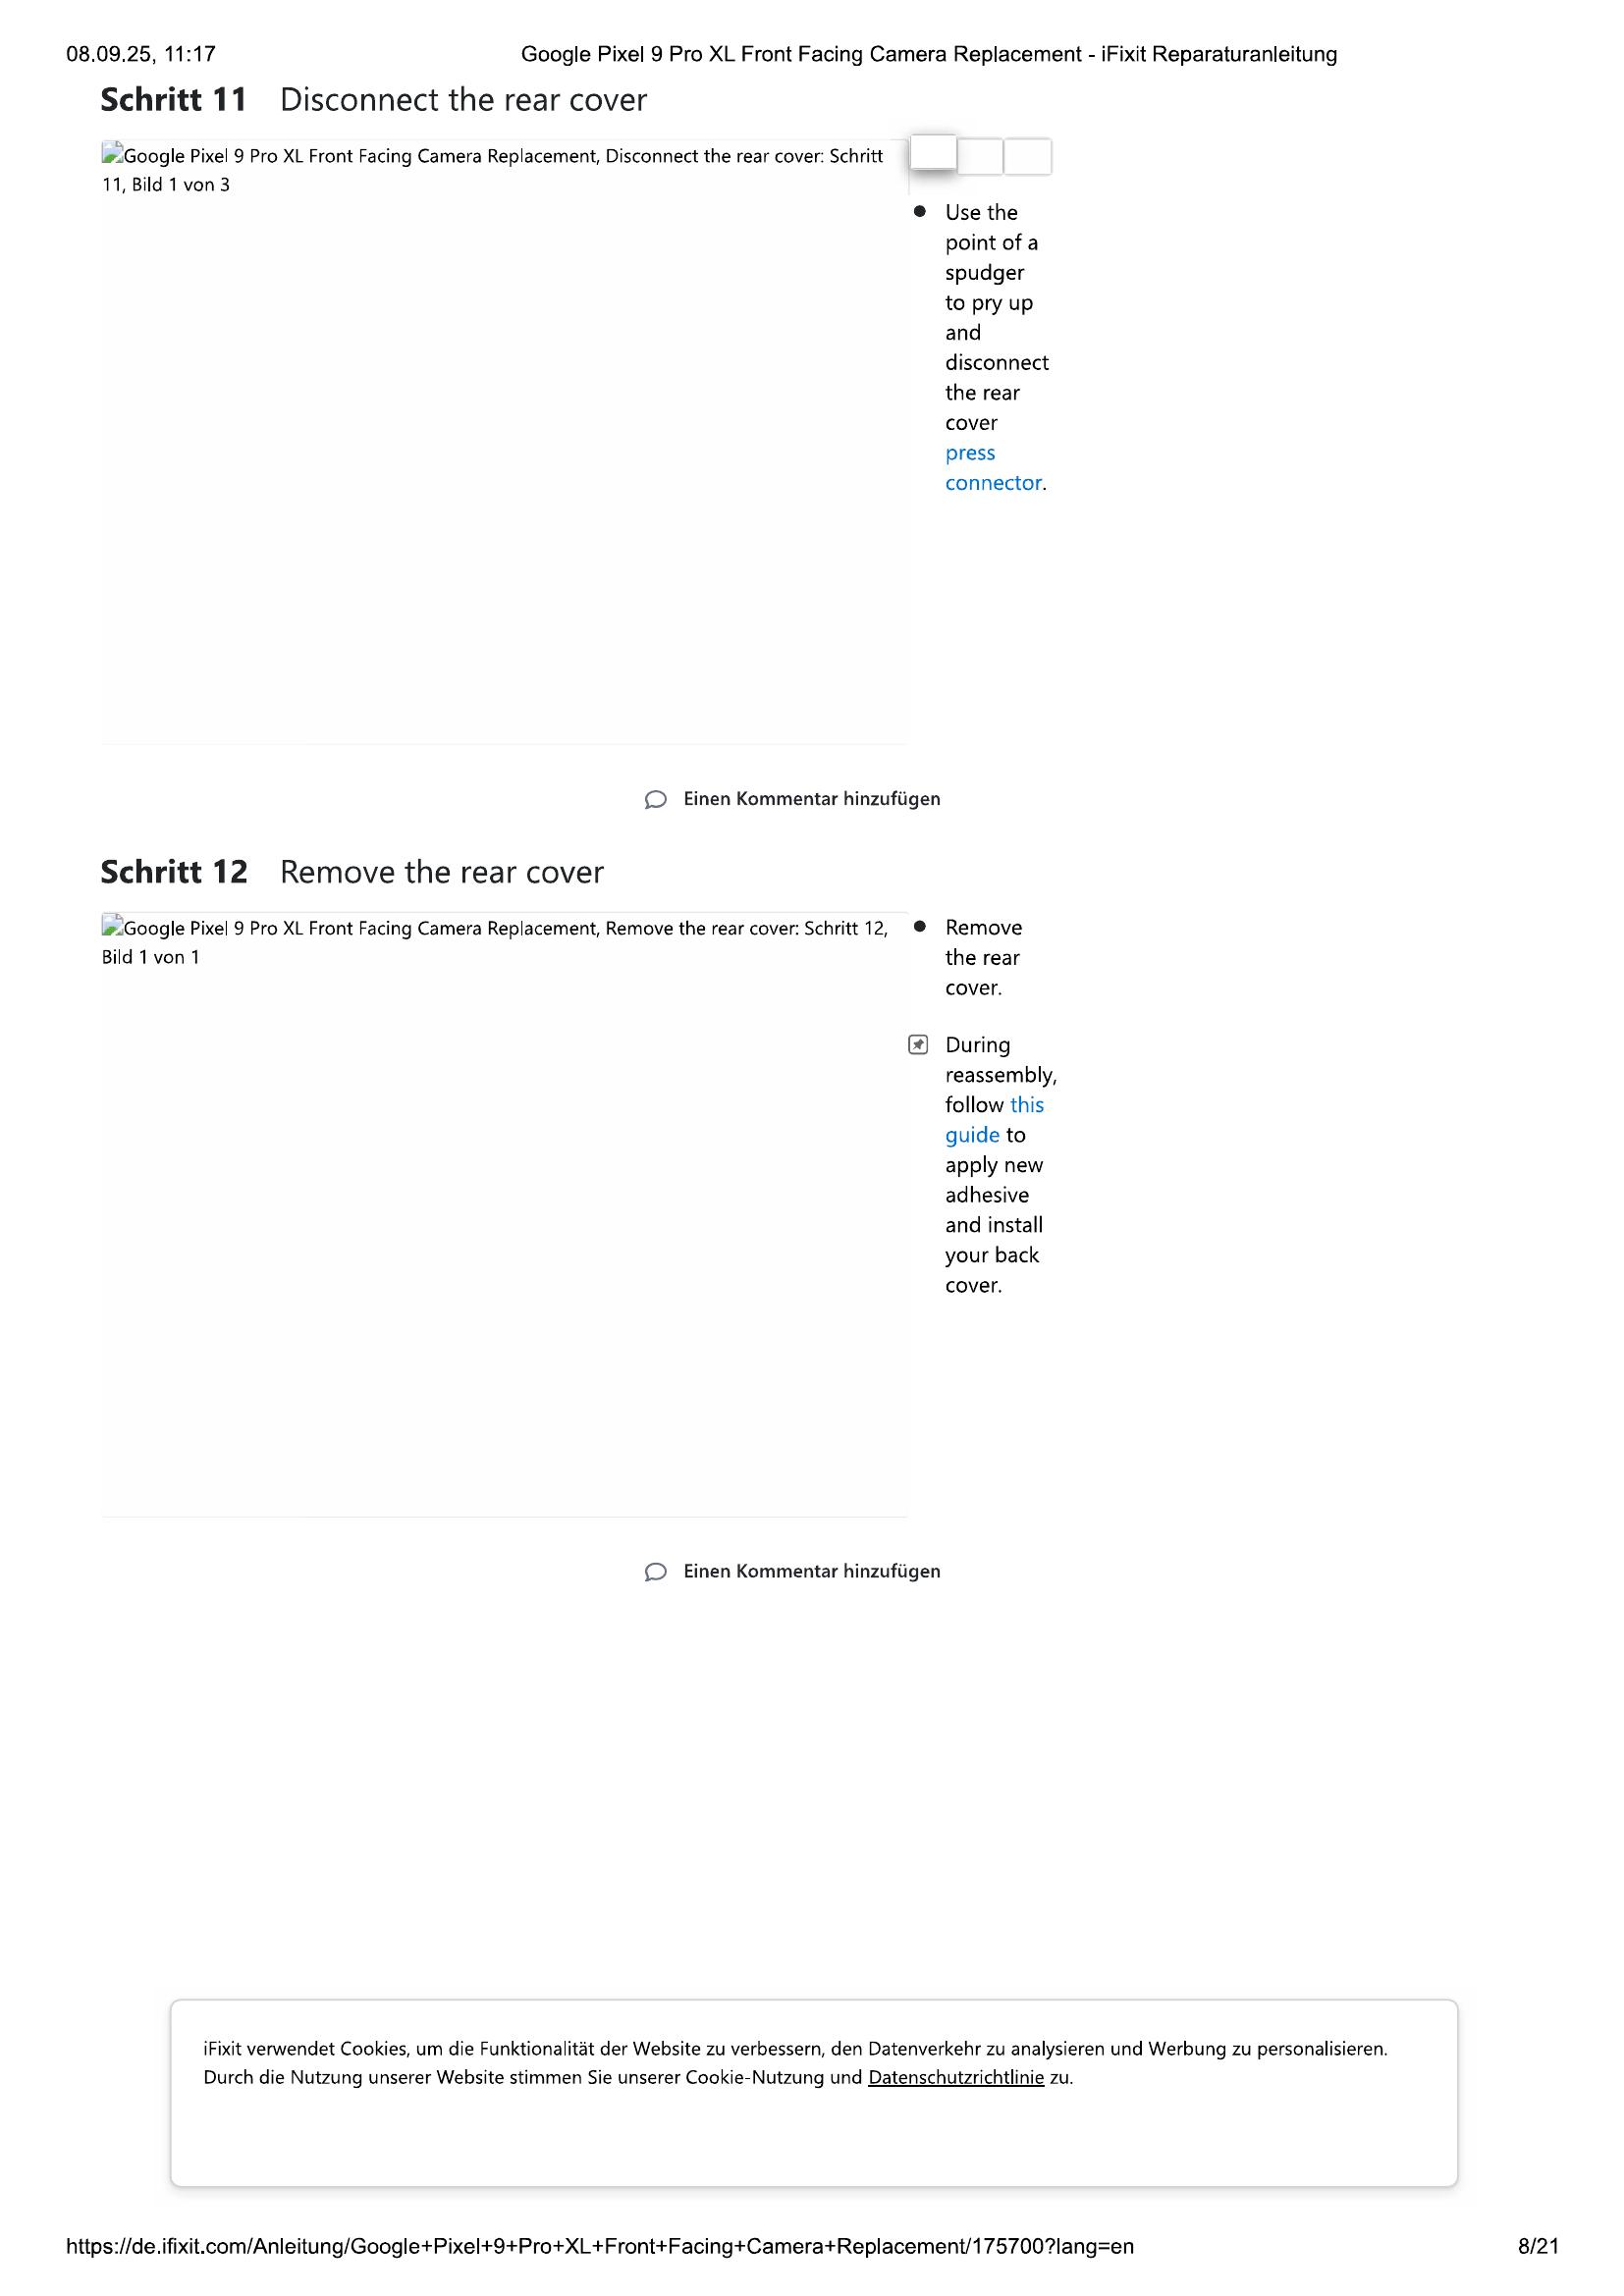 08.09.25, 11:17
Google Pixel 9 Pro XL Front Facing Camera Replacement - iFixit Reparaturanleitung
Schritt 11 Disconnect the rear cover
Google Pixel 9 Pro XL Front Facing Camera Replacement, Disconnect the rear cover: Schritt
11, Bild 1 von 3
Use the
point of a
spudger
to pry up
and
disconnect
the rear
cover
press
connector.
Einen Kommentar hinzufügen
Schritt 12 Remove the rear cover
Google Pixel 9 Pro XL Front Facing Camera Replacement, Remove the rear cover: Schritt 12,
Bild 1 von 1
Remove
the rear
cover.
During
reassembly,
follow this
guide to
apply new
adhesive
and install
your back
cover.
Einen Kommentar hinzufügen
iFixit verwendet Cookies, um die Funktionalität der Website zu verbessern, den Datenverkehr zu analysieren und Werbung zu personalisieren.
Durch die Nutzung unserer Website stimmen Sie unserer Cookie-Nutzung und Datenschutzrichtlinie zu.
https://de.ifixit.com/Anleitung/Google+Pixel+9+Pro+XL+Front+Facing+Camera+Replacement/175700?lang=en
8/21